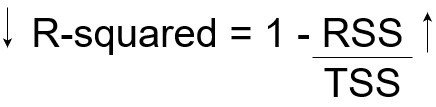 ↓ R-squared = 1 - RSS ↑
TSS